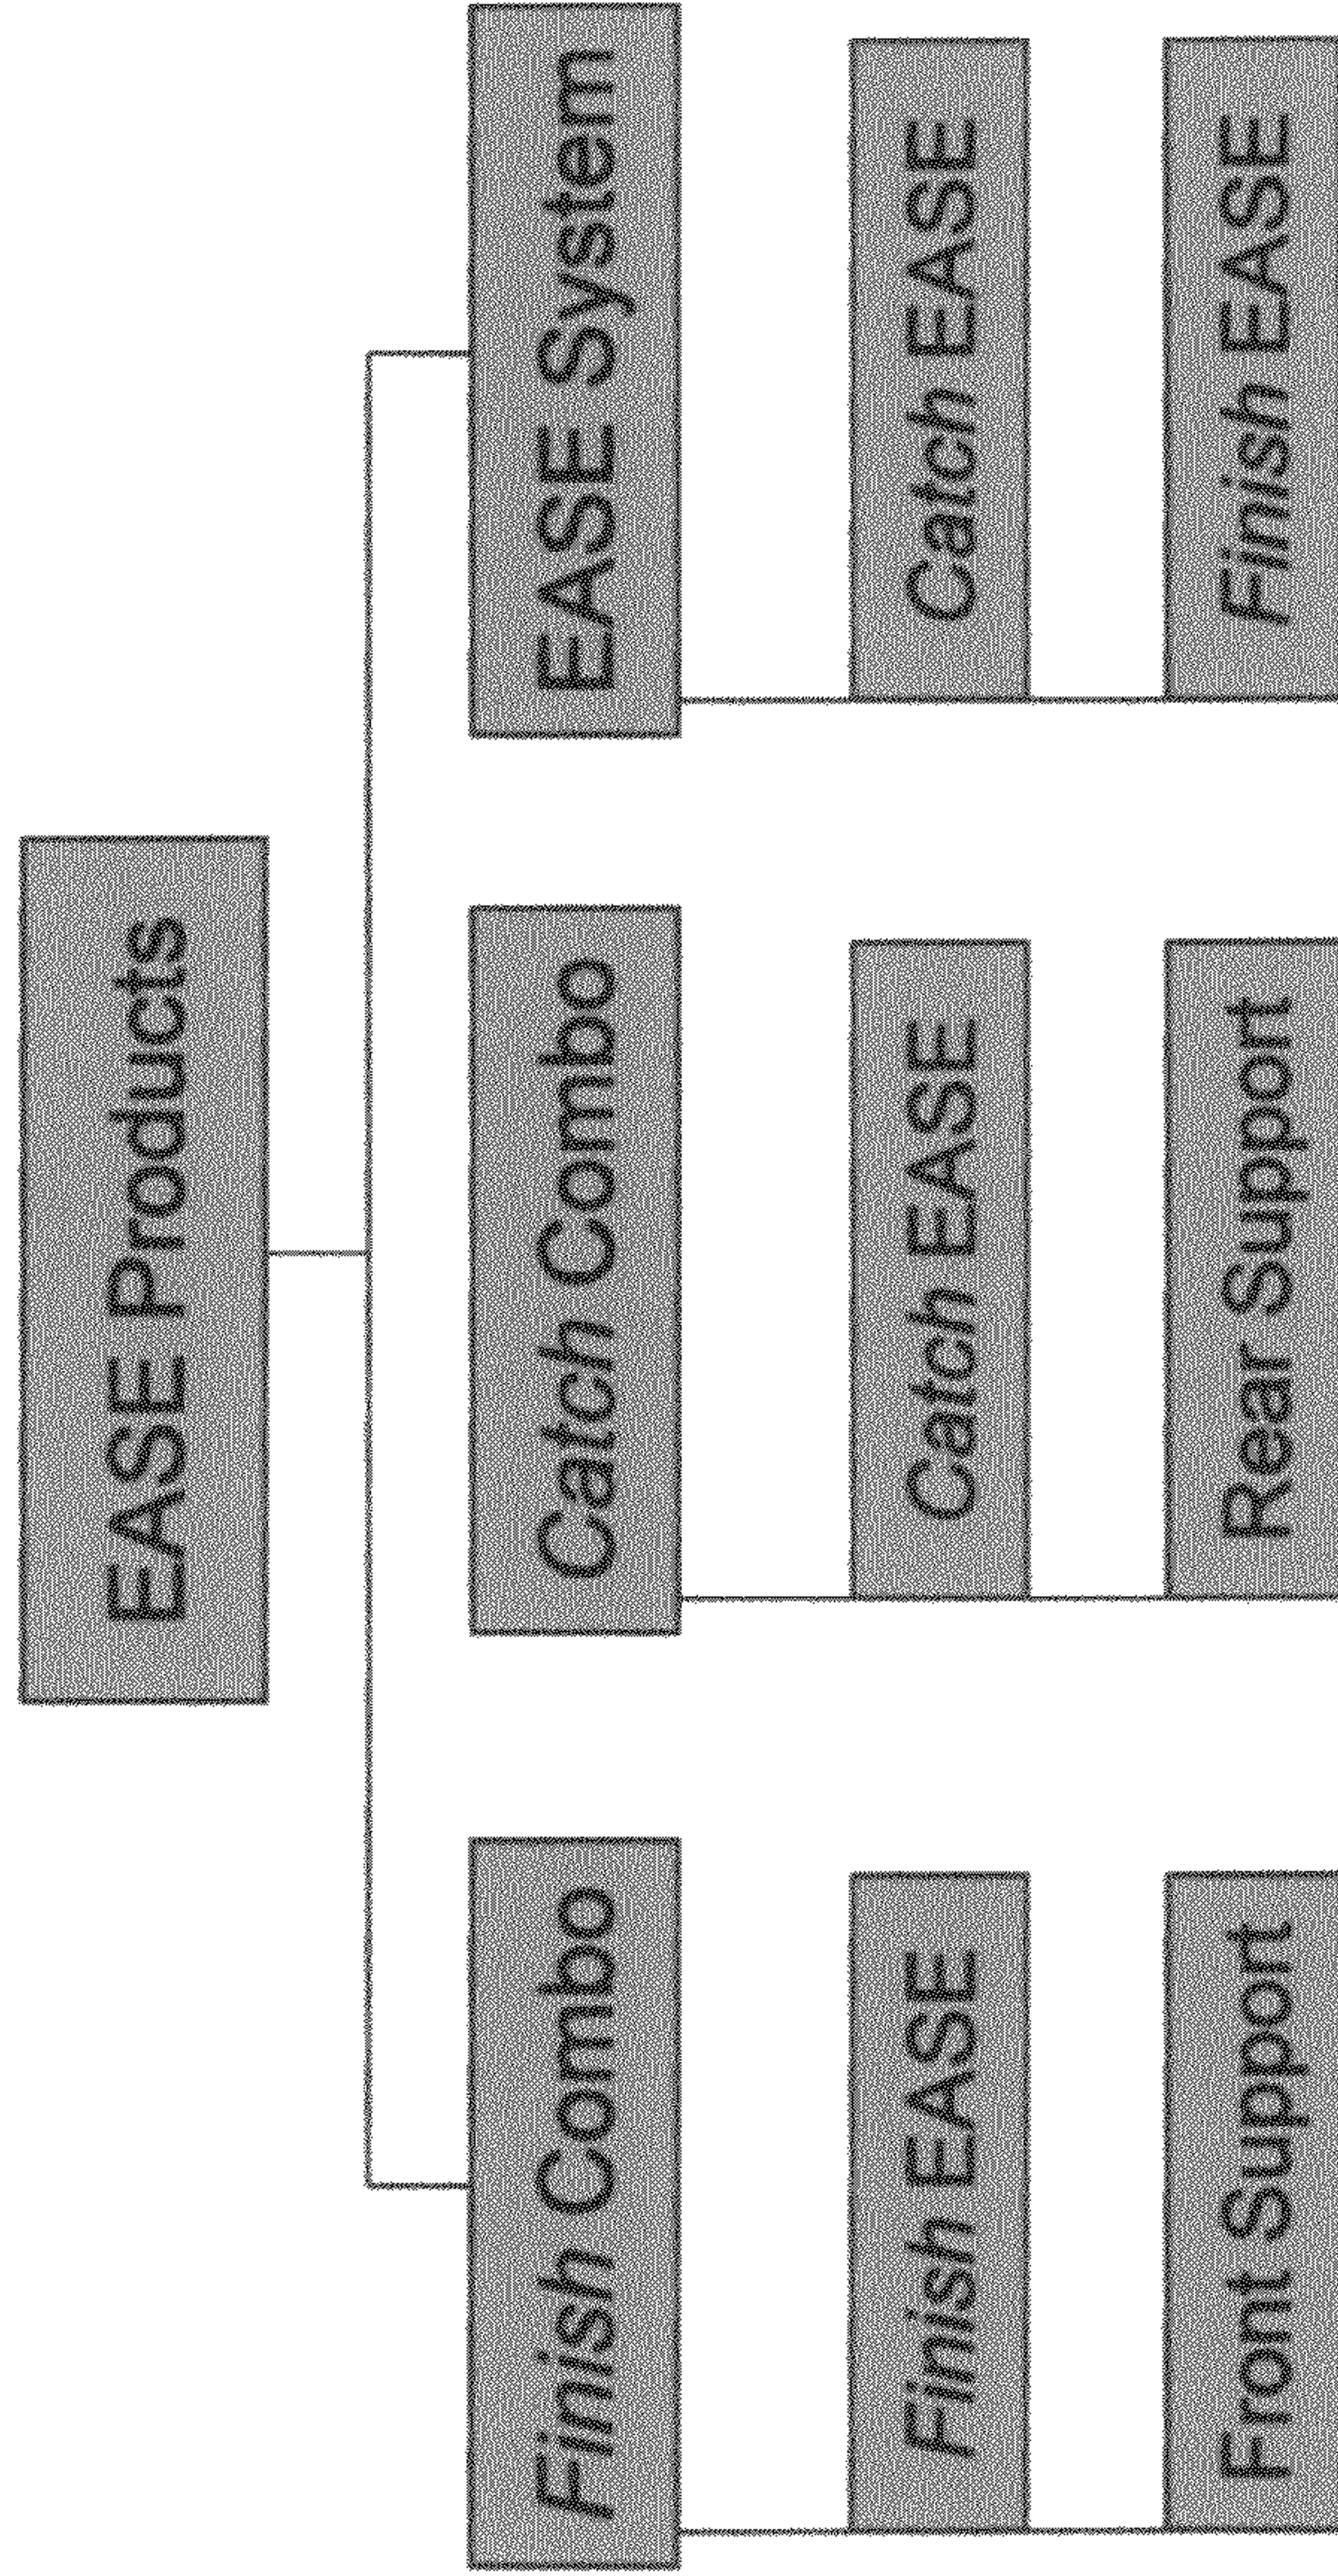 EASE Products
Finish Combo
Catch Combo
EASE System
Finish EASE
Catch EASE
Catch EASE
Front Support
Rear Support
Finish EASE